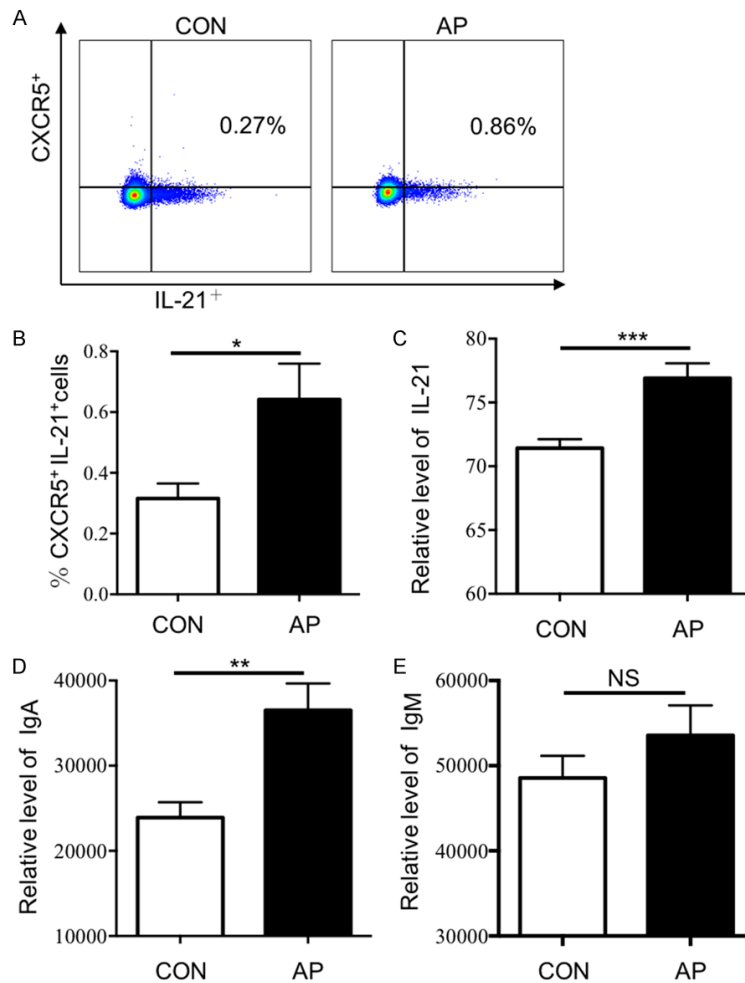 A
CON
AP
CXCR5⁺
0.27%
0.86%
IL-21⁺
B
% CXCR5⁺ IL-21⁺cells
0.8
0.6
0.4
0.2
0.0
*
CON
AP
C
Relative level of IL-21
80
75
70
65
60
***
CON
AP
D
Relative level of IgA
40000
30000
20000
10000
**
CON
AP
E
Relative level of IgM
60000
50000
40000
30000
NS
CON
AP